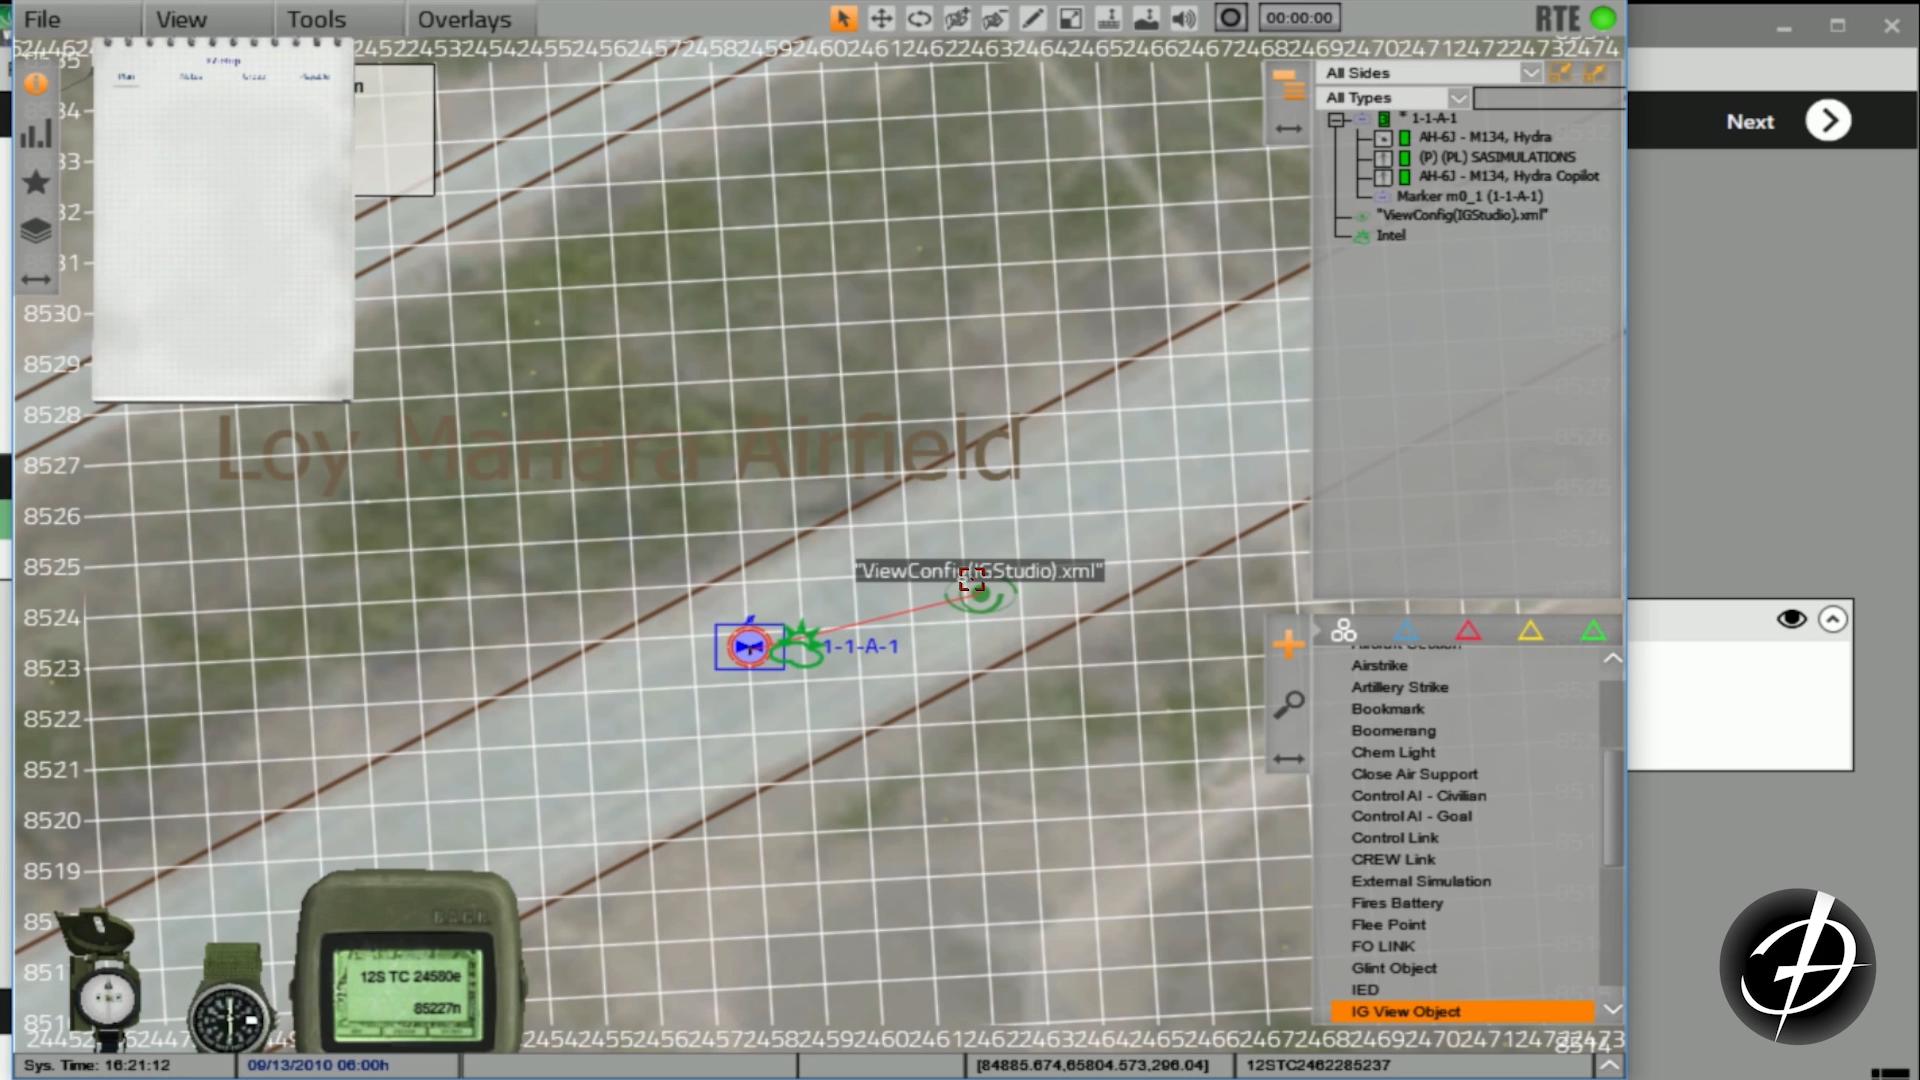 File View Tools Overlays
00:00:00
RTE
All Sides
All Types
* 1-1-A-1
AH-6J - M134, Hydra
(P) (PL) SASIMULATIONS
AH-6J - M134, Hydra Copilot
Marker m0_1 (1-1-A-1)
"ViewConfig(IGStudio).xml"
Intel
Next
8530
8529
8528
8527
8526
8525
8524
8523
8522
8521
8520
8519
Loy Manara Airfield
"ViewConfig(IGStudio).xml"
1-1-A-1
Airstrike
Artillery Strike
Bookmark
Boomerang
Chem Light
Close Air Support
Control AI - Civilian
Control AI - Goal
Control Link
CREW Link
External Simulation
Fires Battery
Flee Point
FO LINK
Glint Object
IED
IG View Object
12S TC 24580e
85227n
Sys. Time: 16:21:12
09/13/2010 06:00h
[84885.674,65804.573,296.04]
12STC2462285237